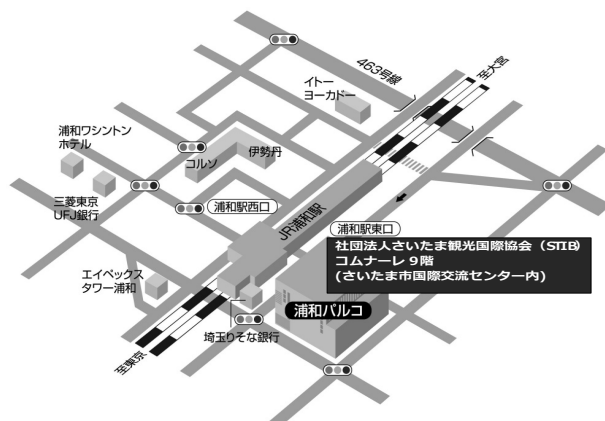 463号線
至大宮
イトー
ヨーカドー
浦和ワシントン
ホテル
伊勢丹
コルソ
三菱東京
UFJ銀行
浦和駅西口
JR浦和駅
浦和駅東口
社団法人さいたま観光国際協会（STIB）
コムナーレ９階
(さいたま市国際交流センター内)
エイペックス
タワー浦和
浦和パルコ
埼玉りそな銀行
至東京